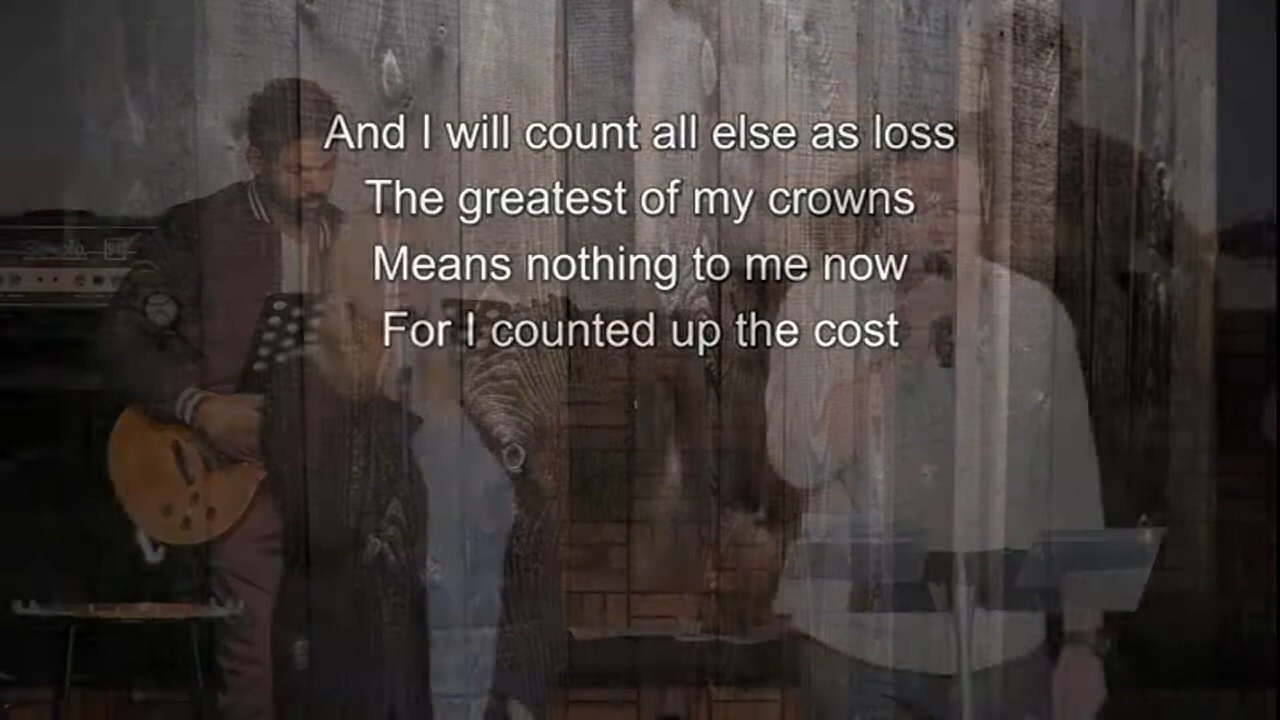 And I will count all else as loss
The greatest of my crowns
Means nothing to me now
For I counted up the cost